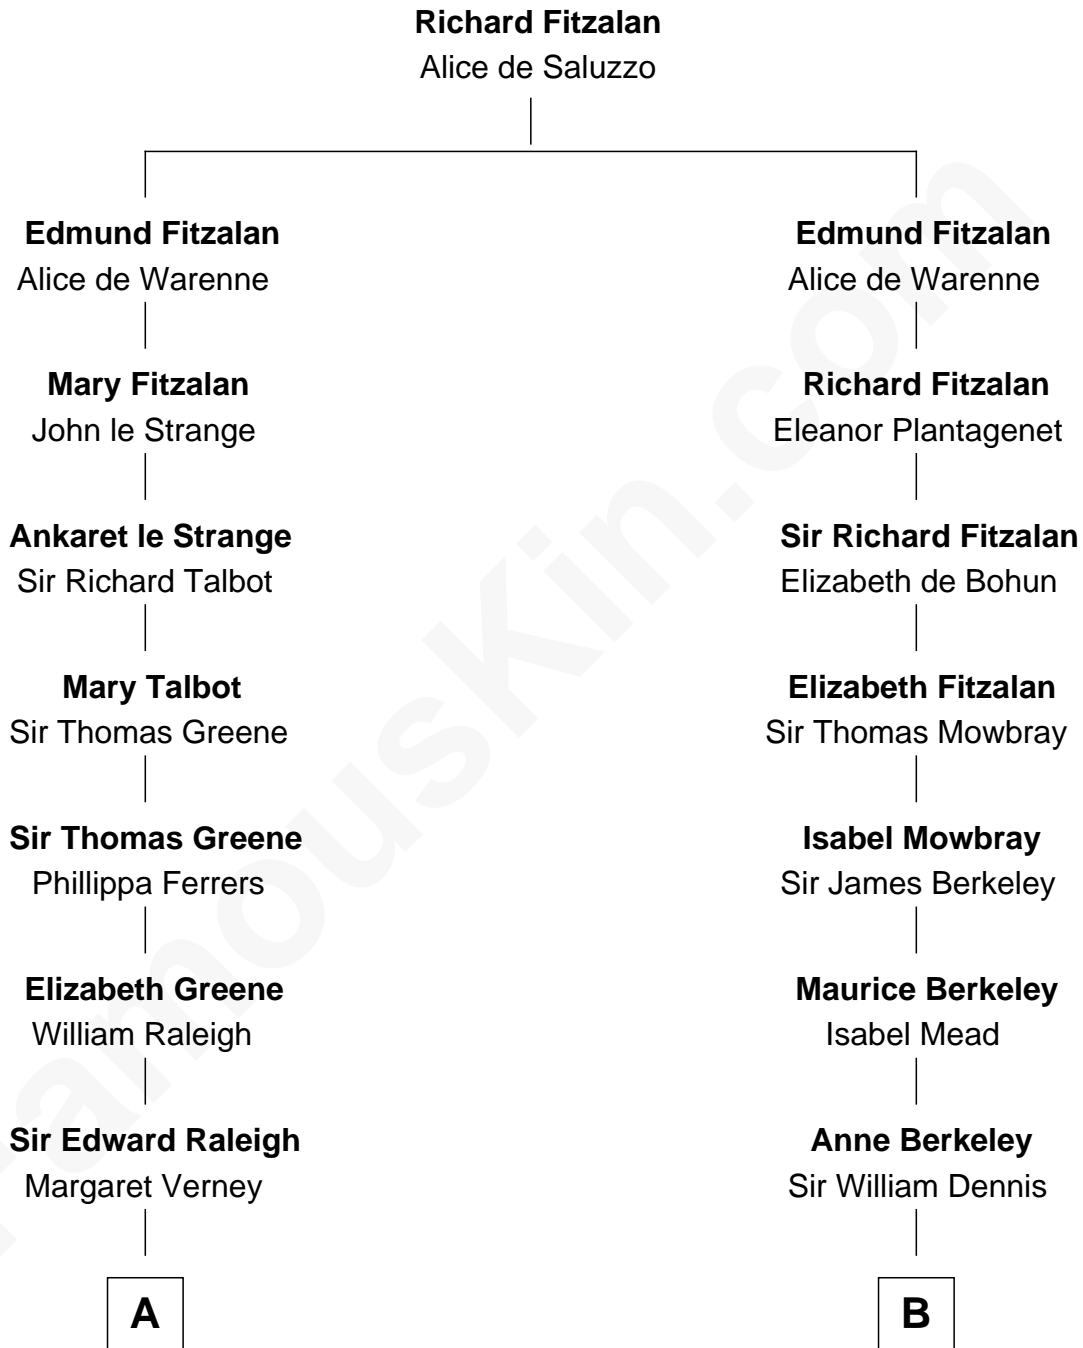 Richard Fitzalan
Alice de Saluzzo
Edmund Fitzalan
Alice de Warenne
Edmund Fitzalan
Alice de Warenne
Mary Fitzalan
John le Strange
Richard Fitzalan
Eleanor Plantagenet
Ankaret le Strange
Sir Richard Talbot
Sir Richard Fitzalan
Elizabeth de Bohun
Mary Talbot
Sir Thomas Greene
Elizabeth Fitzalan
Sir Thomas Mowbray
Sir Thomas Greene
Phillippa Ferrers
Isabel Mowbray
Sir James Berkeley
Elizabeth Greene
William Raleigh
Maurice Berkeley
Isabel Mead
Sir Edward Raleigh
Margaret Verney
Anne Berkeley
Sir William Dennis
A
B
FamousKin.com